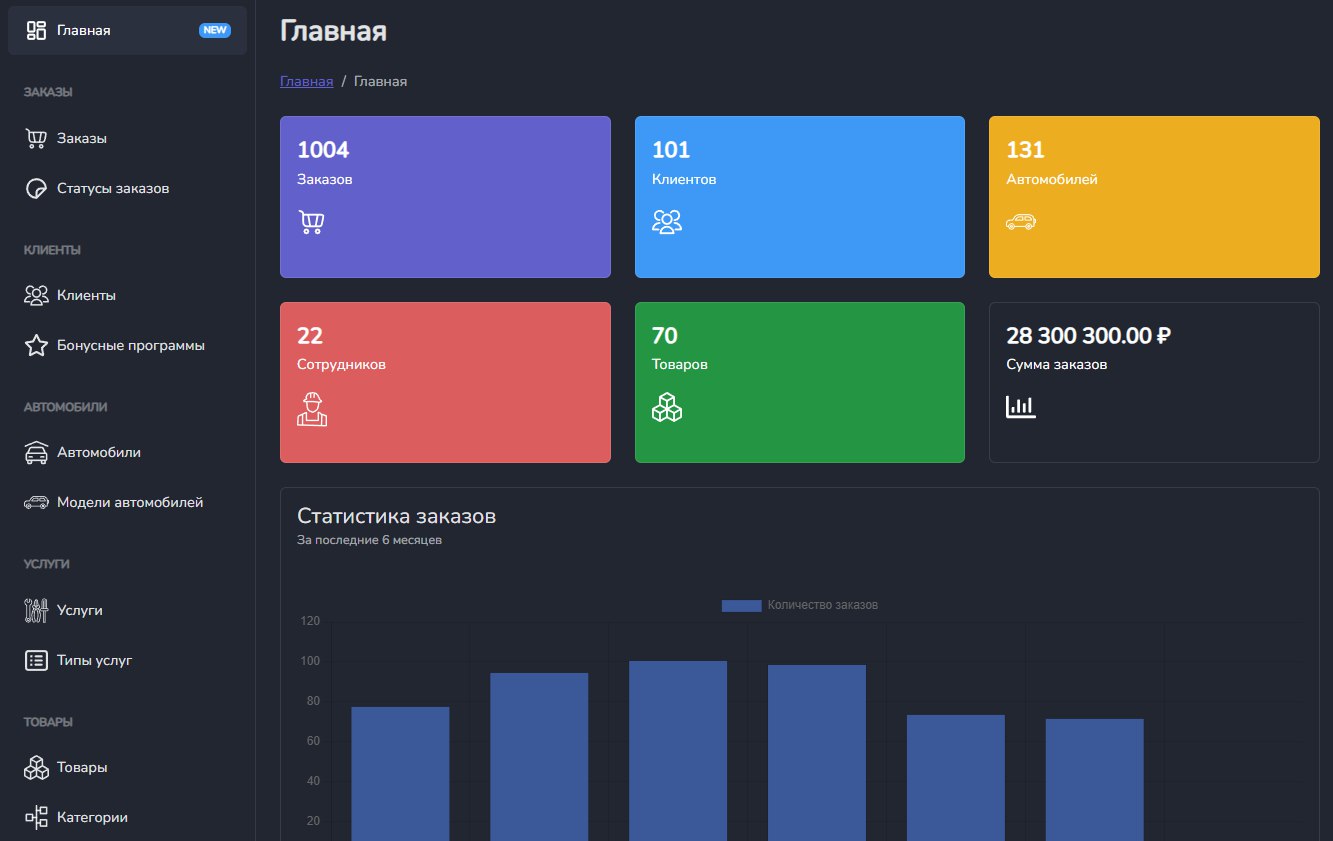 Главная NEW
ЗАКАЗЫ
Заказы
Статусы заказов
КЛИЕНТЫ
Клиенты
Бонусные программы
АВТОМОБИЛИ
Автомобили
Модели автомобилей
УСЛУГИ
Услуги
Типы услуг
ТОВАРЫ
Товары
Категории
Главная
Главная / Главная
1004
Заказов
101
Клиентов
131
Автомобилей
22
Сотрудников
70
Товаров
28 300 300.00 ₽
Сумма заказов
Статистика заказов
За последние 6 месяцев
Количество заказов
120
100
80
60
40
20